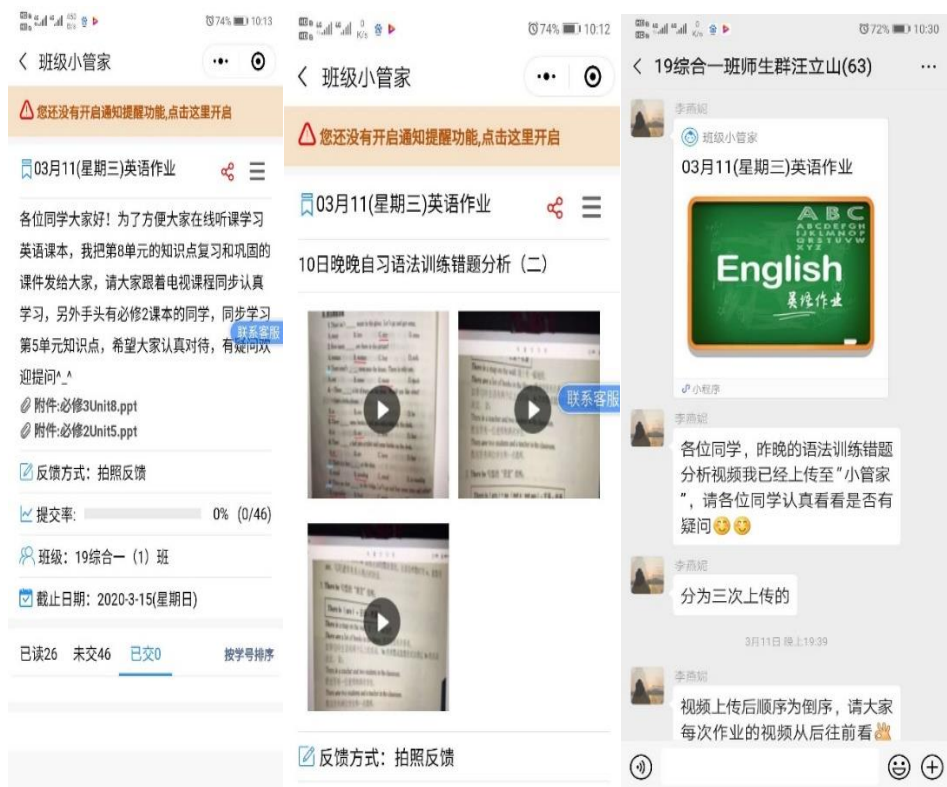 74% 10:13
班级小管家
您还没有开启通知提醒功能,点击这里开启
03月11(星期三)英语作业
各位同学大家好！为了方便大家在线听课学习
英语课本，我把第8单元的知识点复习和巩固的
课件发给大家，请大家跟着电视课程同步认真
学习，另外手头有必修2课本的同学，同步学习
第5单元知识点，希望大家认真对待，有疑问欢
迎提问^_^
联系客服
附件:必修3Unit8.ppt
附件:必修2Unit5.ppt
反馈方式：拍照反馈
提交率: 0% (0/46)
班级：19综合一（1）班
截止日期：2020-3-15(星期日)
已读26 未交46 已交0 按学号排序
0 K/s 74% 10:12
班级小管家
您还没有开启通知提醒功能,点击这里开启
03月11(星期三)英语作业
10日晚晚自习语法训练错题分析（二）
联系客服
反馈方式：拍照反馈
0 K/s 72% 10:30
19综合一班师生群汪立山(63)
李燕妮
班级小管家
03月11(星期三)英语作业
A B C
ABCDEFGH
IJKLMNOP
QRSTUVW
XYZ
English
英语作业
小程序
李燕妮
各位同学，昨晚的语法训练错题
分析视频我已经上传至“小管家
”，请各位同学认真看看是否有
疑问
李燕妮
分为三次上传的
3月11日 晚上19:39
李燕妮
视频上传后顺序为倒序，请大家
每次作业的视频从后往前看